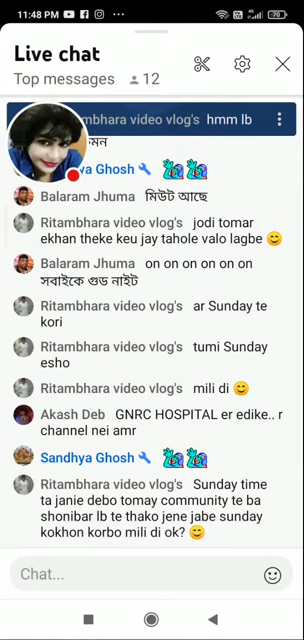 11:48 PM
70
Live chat
Top messages 12
ambhara video vlog's hmm lb
মন
ya Ghosh
Balaram Jhuma মিউট আছে
Ritambhara video vlog's jodi tomar
ekhan theke keu jay tahole valo lagbe 😊
Balaram Jhuma on on on on on on
সবাইকে গুড নাইট
Ritambhara video vlog's ar Sunday te
kori
Ritambhara video vlog's tumi Sunday
esho
Ritambhara video vlog's mili di 😊
Akash Deb GNRC HOSPITAL er edike.. r
channel nei amr
Sandhya Ghosh
Ritambhara video vlog's Sunday time
ta janie debo tomay community te ba
shonibar lb te thako jene jabe sunday
kokhon korbo mili di ok? 😊
Chat...